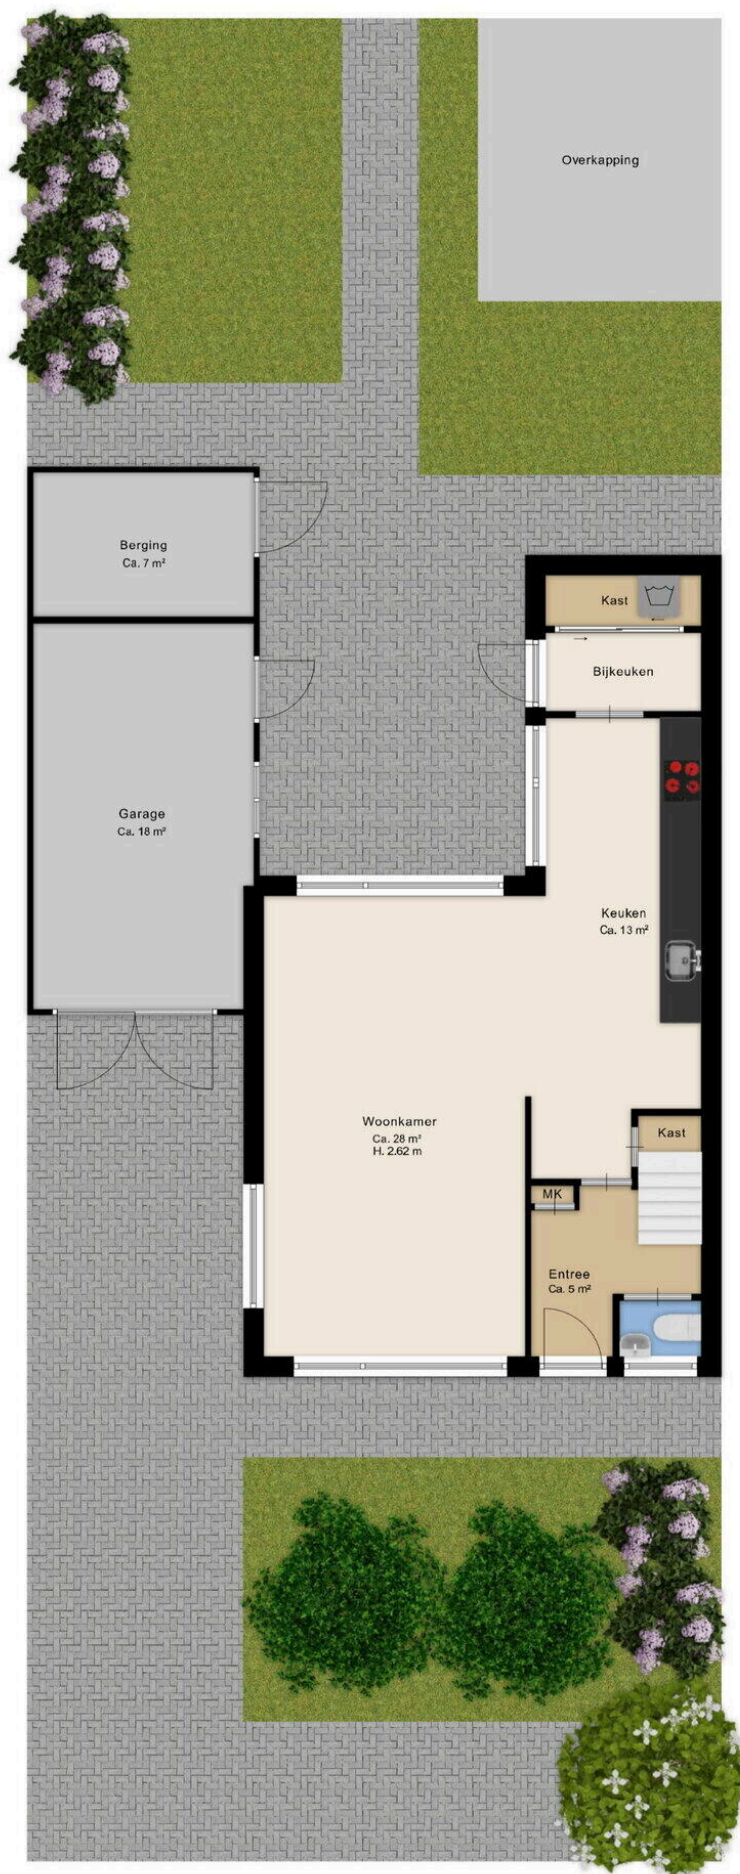 Overkapping
Berging
Ca. 7 m²
Kast
Bijkeuken
Garage
Ca. 18 m²
Keuken
Ca. 13 m²
Woonkamer
Ca. 28 m²
H. 2.62 m
Kast
MK
Entree
Ca. 5 m²